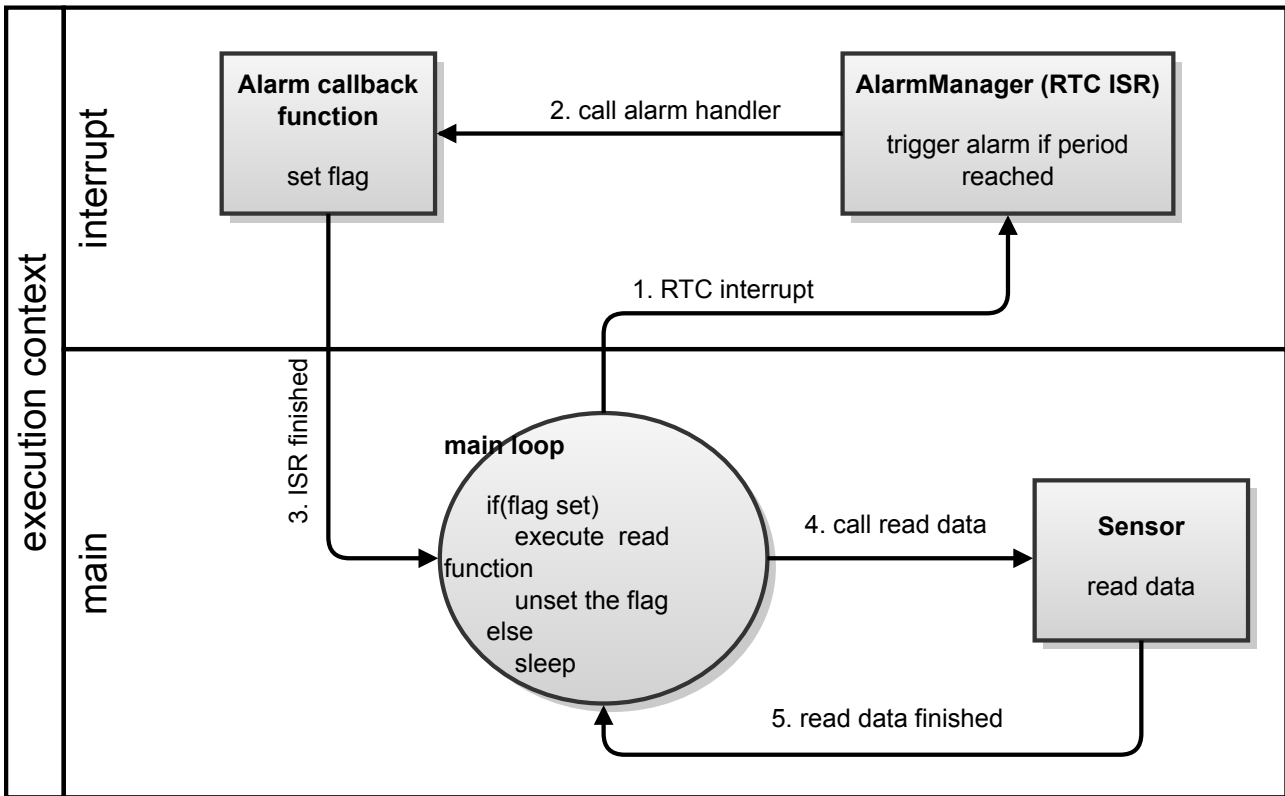 execution context
interrupt
Alarm callback
function
set flag
2. call alarm handler
AlarmManager (RTC ISR)
trigger alarm if period
reached
1. RTC interrupt
main
3. ISR finished
main loop
if(flag set)
execute  read
function
unset the flag
else
sleep
4. call read data
Sensor
read data
5. read data finished